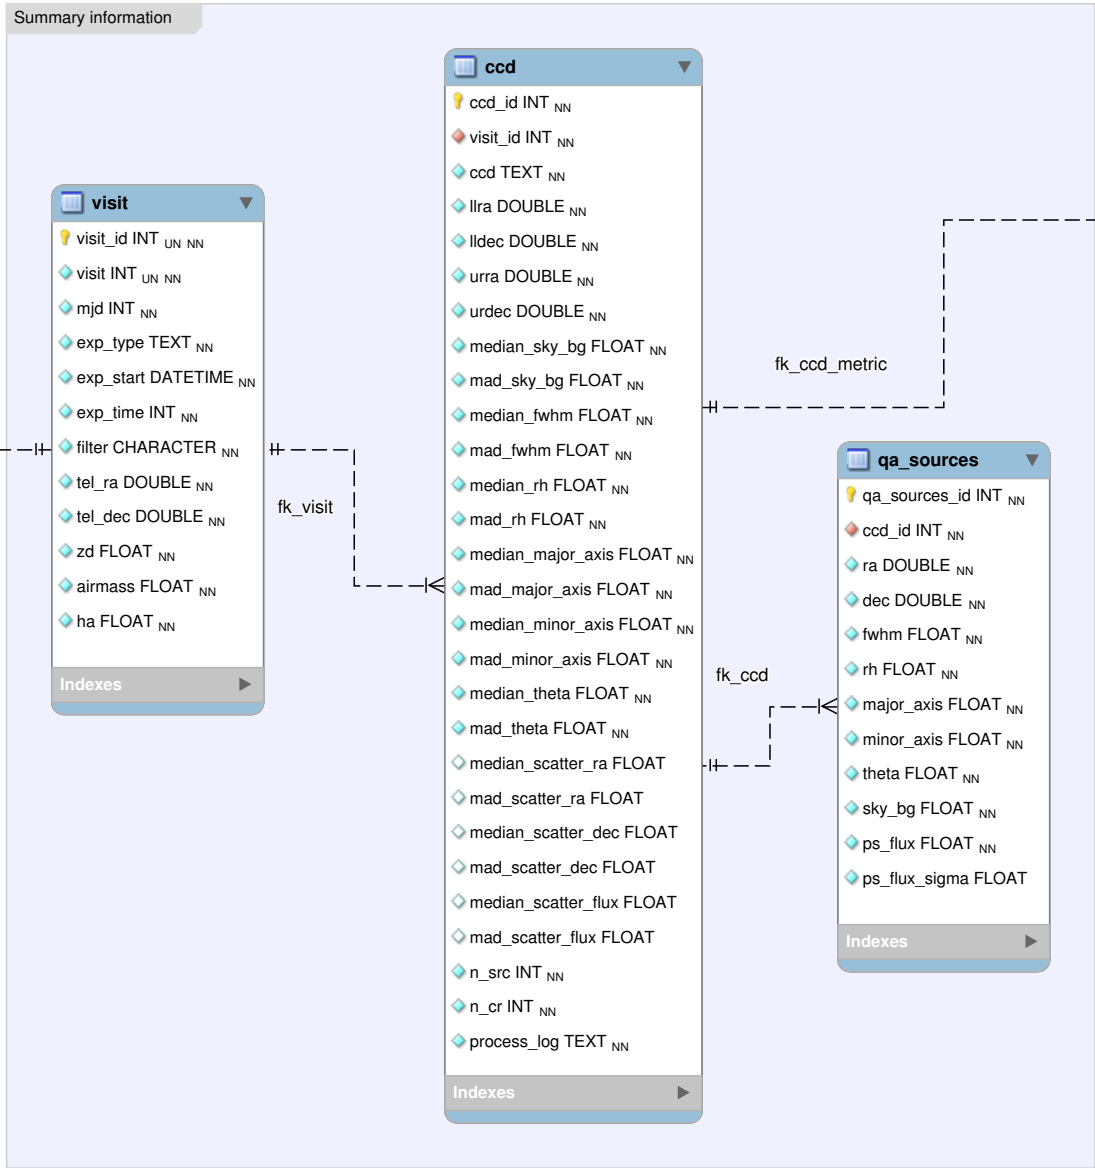 Summary information
visit
visit_id INT UN NN
visit INT UN NN
mjd INT NN
exp_type TEXT NN
exp_start DATETIME NN
exp_time INT NN
filter CHARACTER NN
tel_ra DOUBLE NN
tel_dec DOUBLE NN
zd FLOAT NN
airmass FLOAT NN
ha FLOAT NN
Indexes
fk_visit
ccd
ccd_id INT NN
visit_id INT NN
ccd TEXT NN
llra DOUBLE NN
lldec DOUBLE NN
urra DOUBLE NN
urdec DOUBLE NN
median_sky_bg FLOAT NN
mad_sky_bg FLOAT NN
median_fwhm FLOAT NN
mad_fwhm FLOAT NN
median_rh FLOAT NN
mad_rh FLOAT NN
median_major_axis FLOAT NN
mad_major_axis FLOAT NN
median_minor_axis FLOAT NN
mad_minor_axis FLOAT NN
median_theta FLOAT NN
mad_theta FLOAT NN
median_scatter_ra FLOAT
mad_scatter_ra FLOAT
median_scatter_dec FLOAT
mad_scatter_dec FLOAT
median_scatter_flux FLOAT
mad_scatter_flux FLOAT
n_src INT NN
n_cr INT NN
process_log TEXT NN
Indexes
fk_ccd_metric
fk_ccd
qa_sources
qa_sources_id INT NN
ccd_id INT NN
ra DOUBLE NN
dec DOUBLE NN
fwhm FLOAT NN
rh FLOAT NN
major_axis FLOAT NN
minor_axis FLOAT NN
theta FLOAT NN
sky_bg FLOAT NN
ps_flux FLOAT NN
ps_flux_sigma FLOAT
Indexes